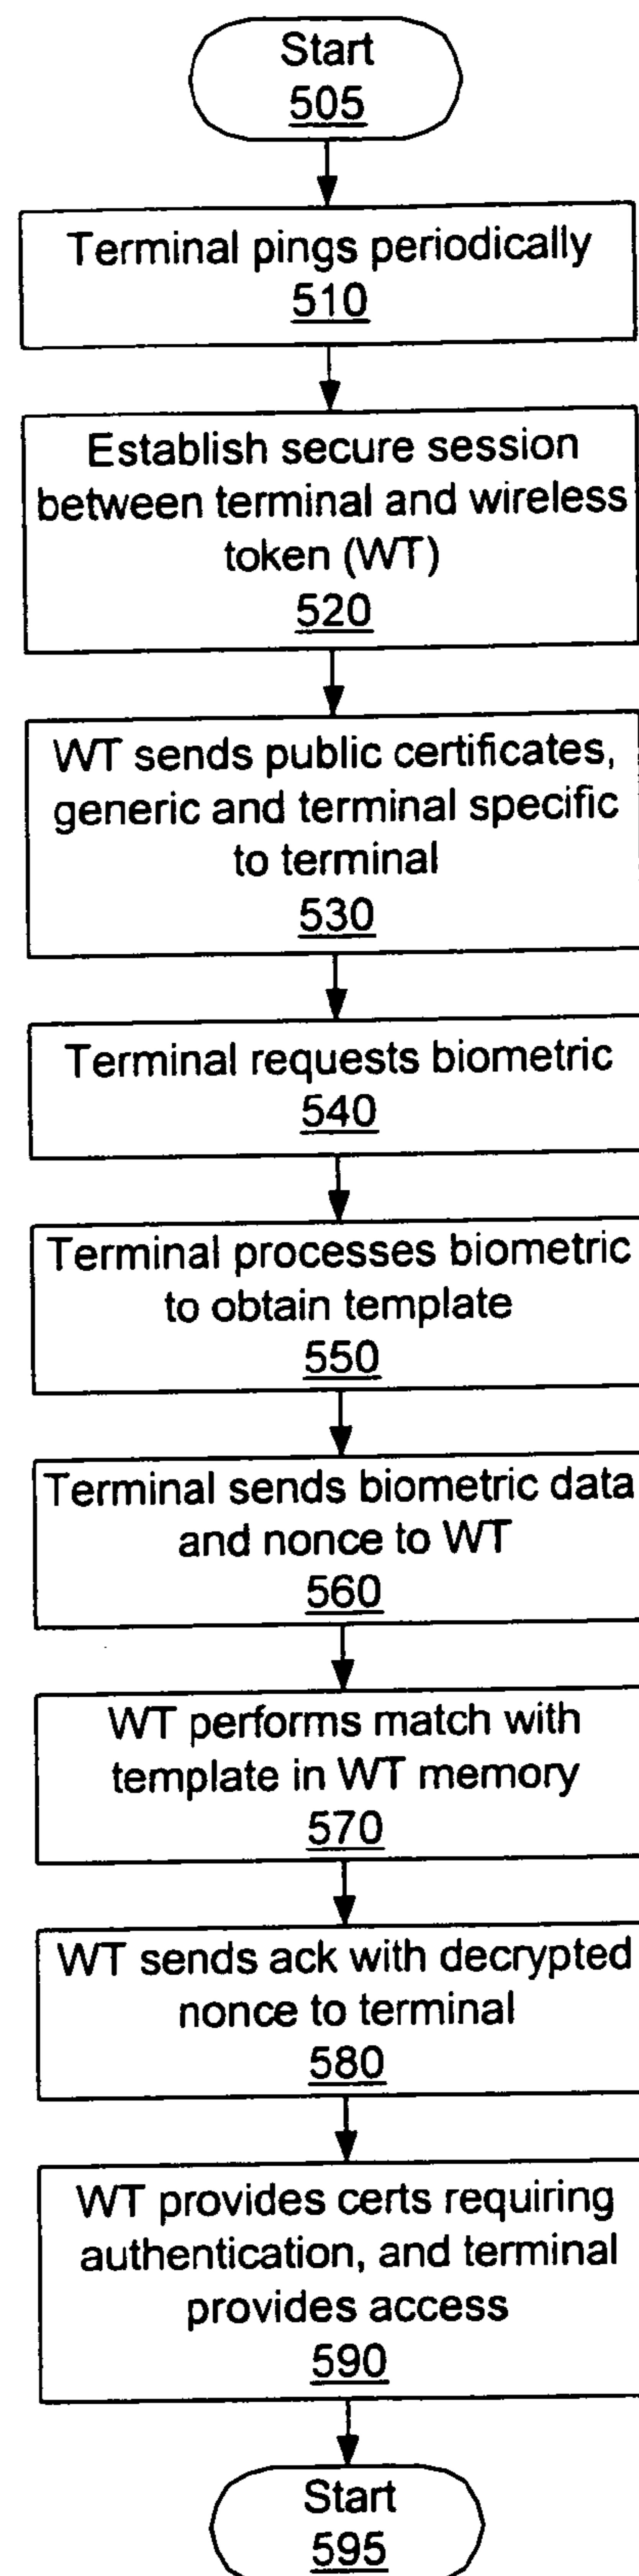 Start
505
Terminal pings periodically
510
Establish secure session
between terminal and wireless
token (WT)
520
WT sends public certificates,
generic and terminal specific
to terminal
530
Terminal requests biometric
540
Terminal processes biometric
to obtain template
550
Terminal sends biometric data
and nonce to WT
560
WT performs match with
template in WT memory
570
WT sends ack with decrypted
nonce to terminal
580
WT provides certs requiring
authentication, and terminal
provides access
590
Start
595